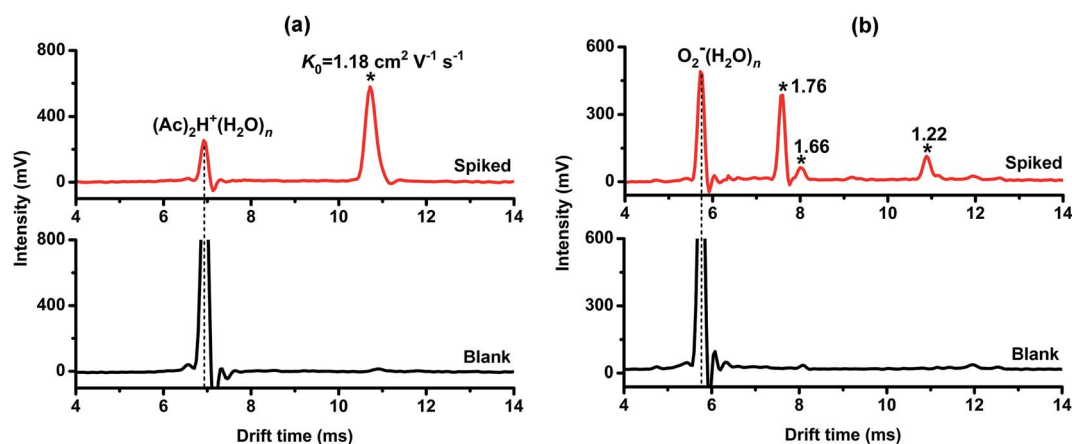 (a)
800
K₀=1.18 cm² V⁻¹ s⁻¹
*
400
(Ac)₂H⁺(H₂O)ₙ
Spiked
0
4 6 8 10 12 14
800
400
Blank
0
4 6 8 10 12 14
Intensity (mV)
Drift time (ms)
(b)
600
O₂⁻(H₂O)ₙ
* 1.76
300
1.66
*
1.22
*
Spiked
0
4 6 8 10 12 14
600
300
Blank
0
4 6 8 10 12 14
Intensity (mV)
Drift time (ms)